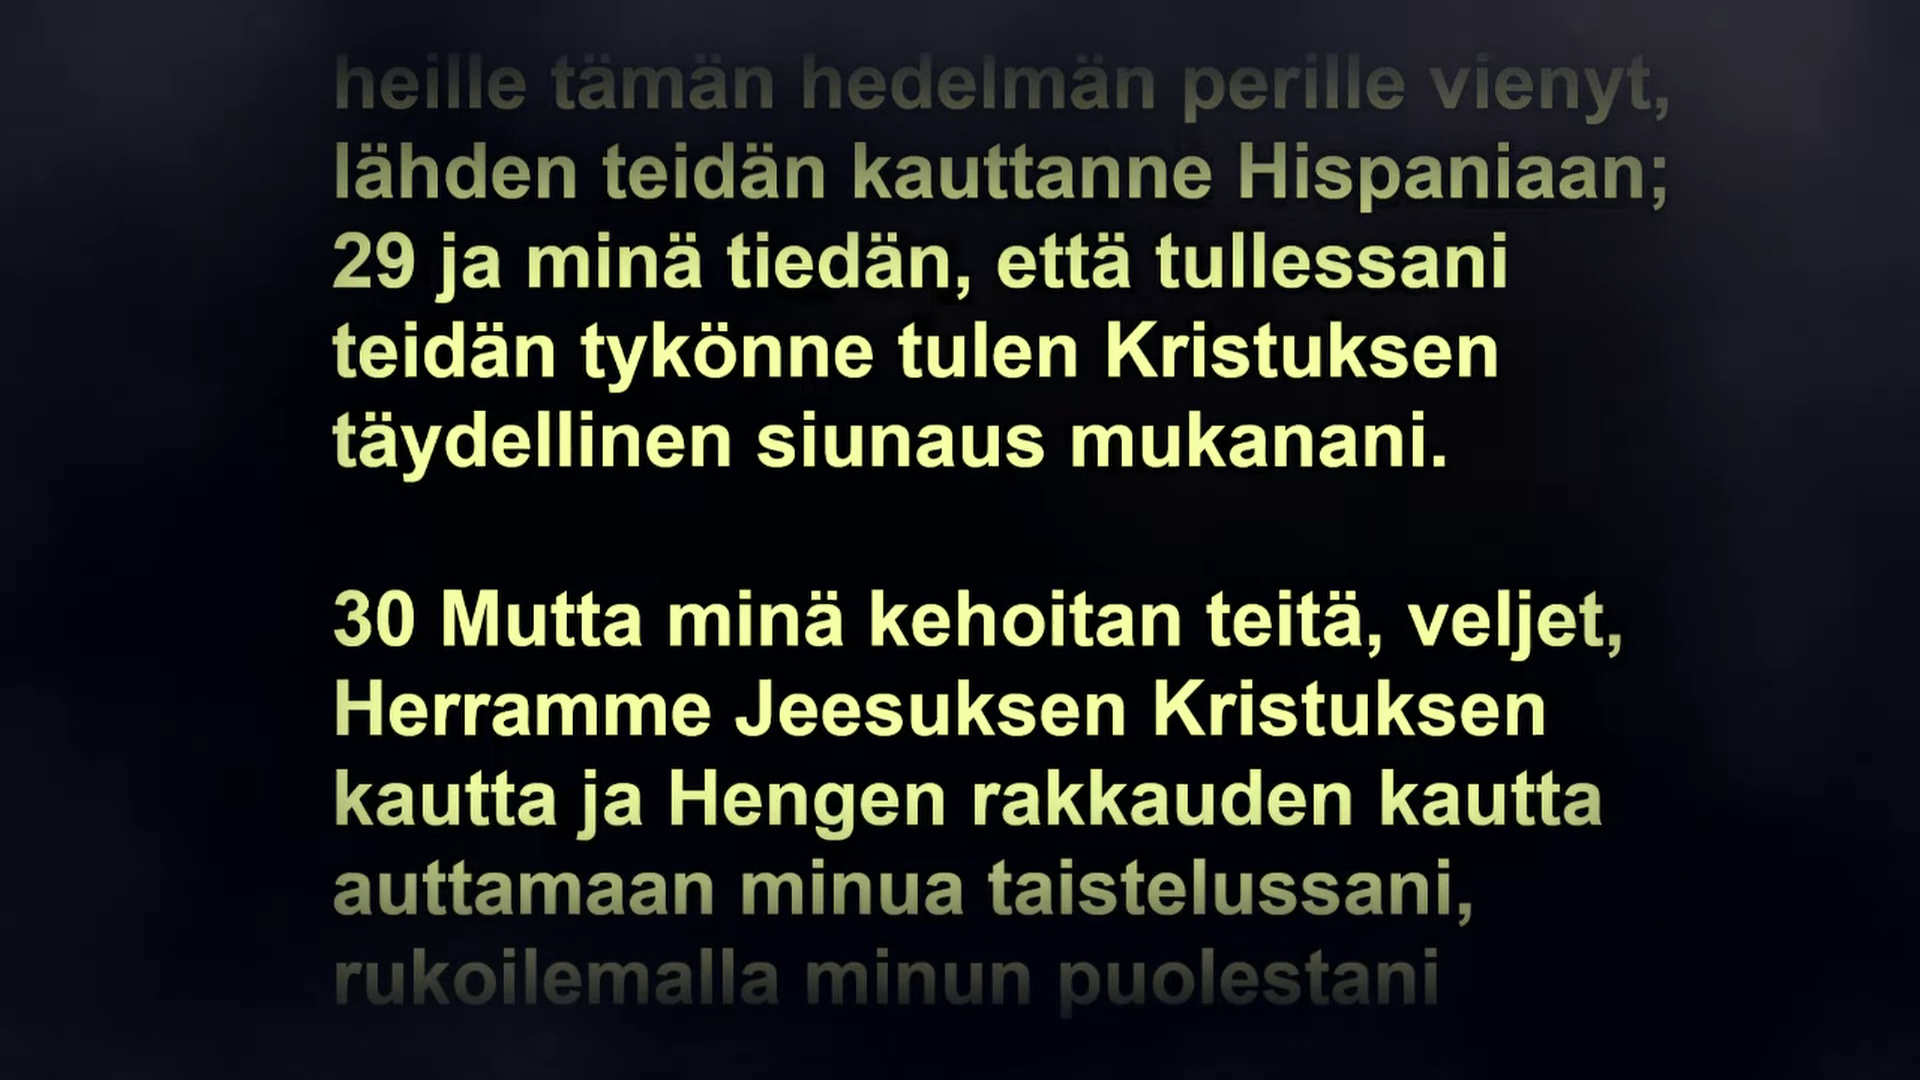 heille tämän hedelmän perille vienyt,
lähden teidän kauttanne Hispaniaan;
29 ja minä tiedän, että tullessani
teidän tykönne tulen Kristuksen
täydellinen siunaus mukanani.
30 Mutta minä kehoitan teitä, veljet,
Herramme Jeesuksen Kristuksen
kautta ja Hengen rakkauden kautta
auttamaan minua taistelussani,
rukoilemalla minun puolestani